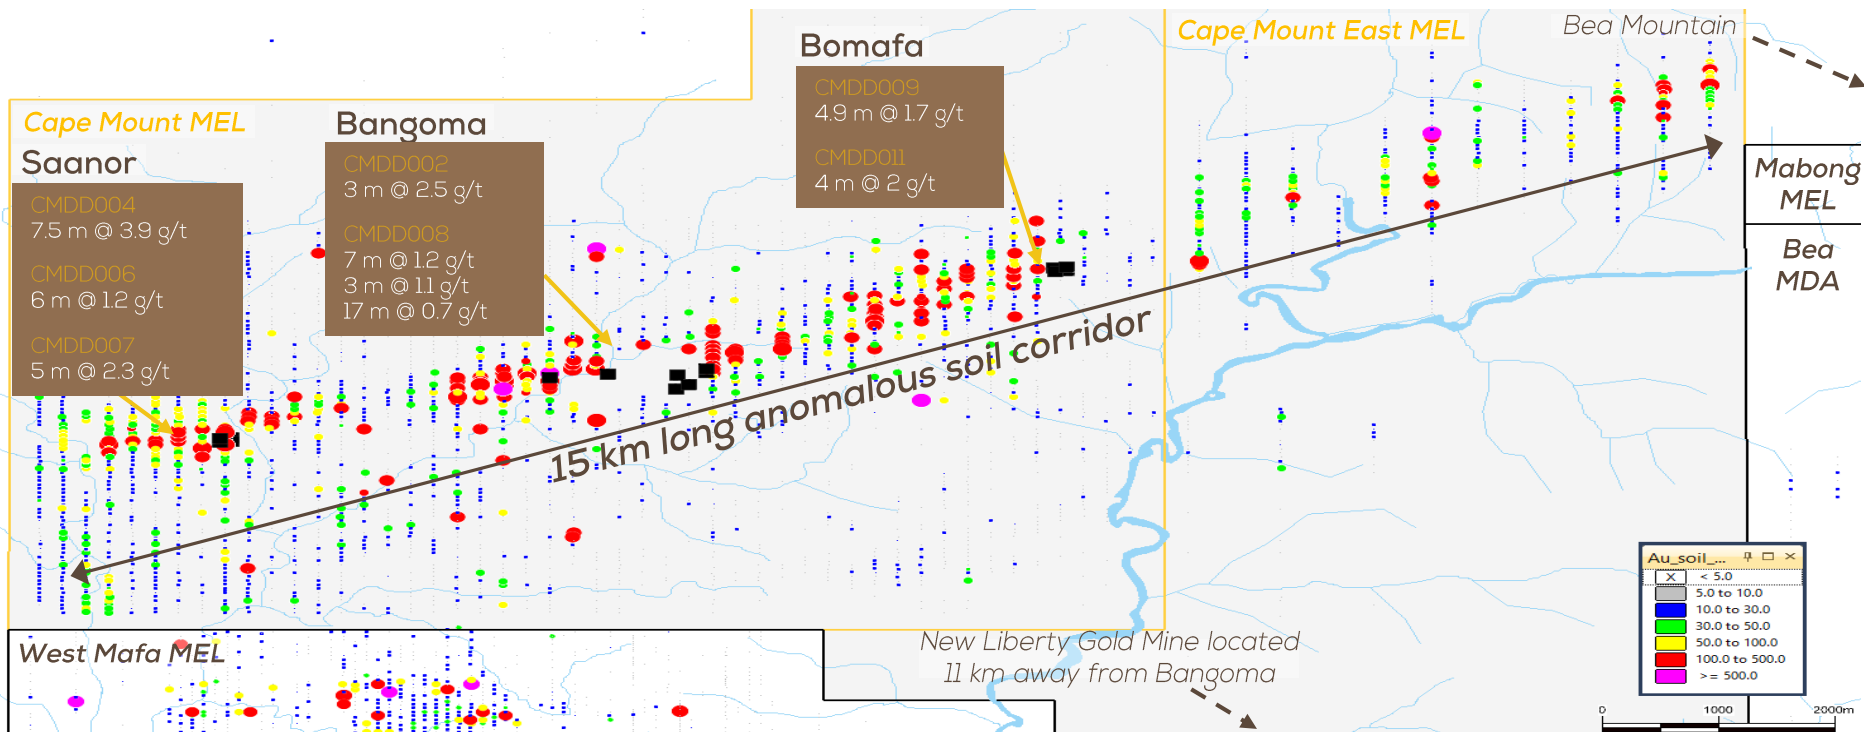 Cape Mount East MEL
Bea Mountain
Bomafa
CMDD009
4.9 m @ 1.7 g/t
CMDD011
4 m @ 2 g/t
Cape Mount MEL
Bangoma
CMDD002
3 m @ 2.5 g/t
CMDD008
7 m @ 1.2 g/t
3 m @ 1.1 g/t
17 m @ 0.7 g/t
Saanor
CMDD004
7.5 m @ 3.9 g/t
CMDD006
6 m @ 1.2 g/t
CMDD007
5 m @ 2.3 g/t
Mabong
MEL
Bea
MDA
15 km long anomalous soil corridor
West Mafa MEL
New Liberty Gold Mine located
11 km away from Bangoma
Au_soil_...
X < 5.0
5.0 to 10.0
10.0 to 30.0
30.0 to 50.0
50.0 to 100.0
100.0 to 500.0
>= 500.0
0 1000 2000m